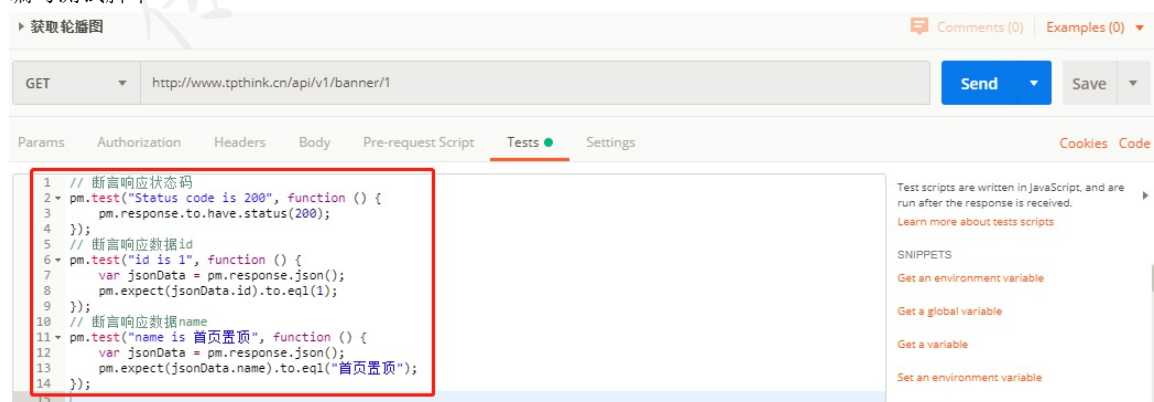 获取轮播图
Comments (0)
Examples (0)
GET
http://www.tpthink.cn/api/v1/banner/1
Send
Save
Params
Authorization
Headers
Body
Pre-request Script
Tests
Settings
Cookies
Code
1 // 断言响应状态码
2 pm.test("Status code is 200", function () {
3 pm.response.to.have.status(200);
4 });
5 // 断言响应数据id
6 pm.test("id is 1", function () {
7 var jsonData = pm.response.json();
8 pm.expect(jsonData.id).to.eql(1);
9 });
10 // 断言响应数据name
11 pm.test("name is 首页置顶", function () {
12 var jsonData = pm.response.json();
13 pm.expect(jsonData.name).to.eql("首页置顶");
14 });
15
Test scripts are written in JavaScript, and are
run after the response is received.
Learn more about tests scripts
SNIPPETS
Get an environment variable
Get a global variable
Get a variable
Set an environment variable